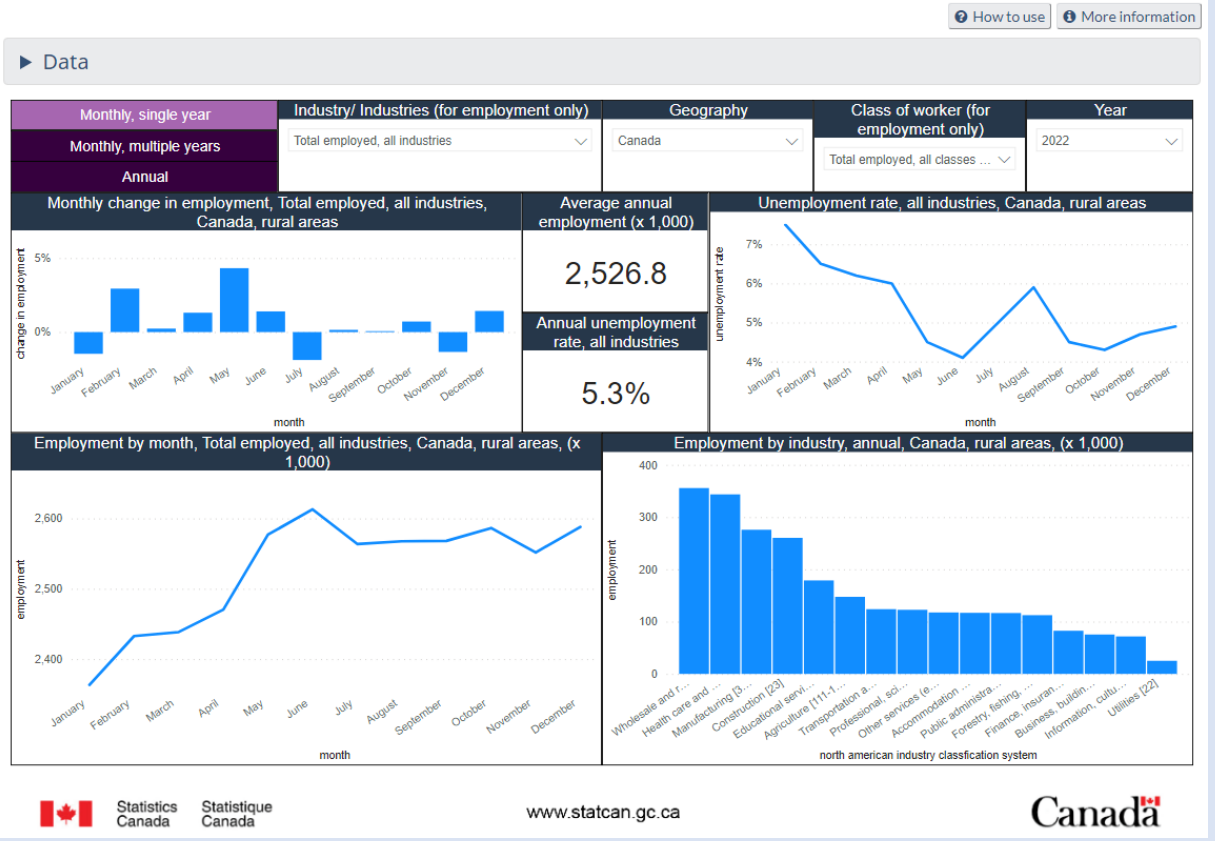 How to use
More information
Data
Monthly, single year
Monthly, multiple years
Annual
Industry/ Industries (for employment only)
Total employed, all industries
Geography
Canada
Class of worker (for
employment only)
Total employed, all classes ...
Year
2022
Monthly change in employment, Total employed, all industries,
Canada, rural areas
change in employment
5%
0%
January
February
March
April
May
June
July
August
September
October
November
December
month
Average annual
employment (x 1,000)
2,526.8
Annual unemployment
rate, all industries
5.3%
Unemployment rate, all industries, Canada, rural areas
unemployment rate
7%
6%
5%
4%
January
February
March
April
May
June
July
August
September
October
November
December
month
Employment by month, Total employed, all industries, Canada, rural areas, (x
1,000)
employment
2,600
2,500
2,400
January
February
March
April
May
June
July
August
September
October
November
December
month
Employment by industry, annual, Canada, rural areas, (x 1,000)
employment
400
300
200
100
0
Wholesale and r...
Health care and ...
Manufacturing [3...
Construction [23]
Educational servi...
Agriculture [111-1...
Transportation a...
Professional, sci...
Other services (e...
Accommodation ...
Public administra...
Forestry, fishing, ...
Finance, insuran...
Business, buildin...
Information, cultu...
Utilities [22]
north american industry classfication system
Statistics
Canada
Statistique
Canada
www.statcan.gc.ca
Canada